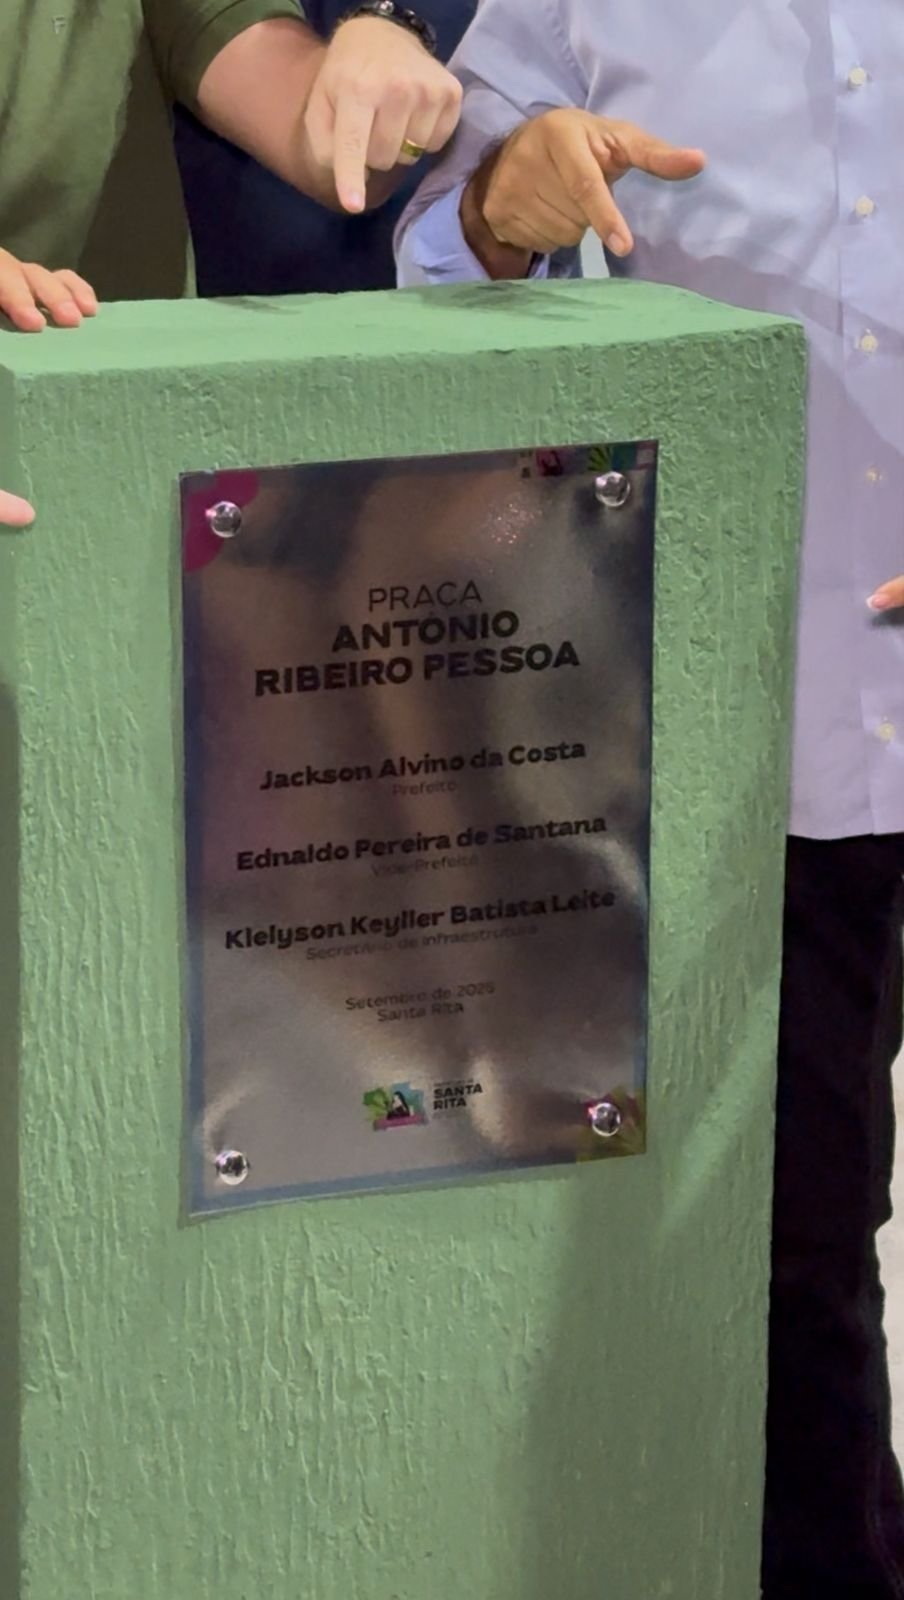 PRAÇA
ANTÔNIO
RIBEIRO PESSOA
Jackson Alvino da Costa
Prefeito
Ednaldo Pereira de Santana
Vice-Prefeito
Klelyson Keyller Batista Leite
Secretário de Infraestrutura
Setembro de 2025
Santa Rita
SANTA
RITA